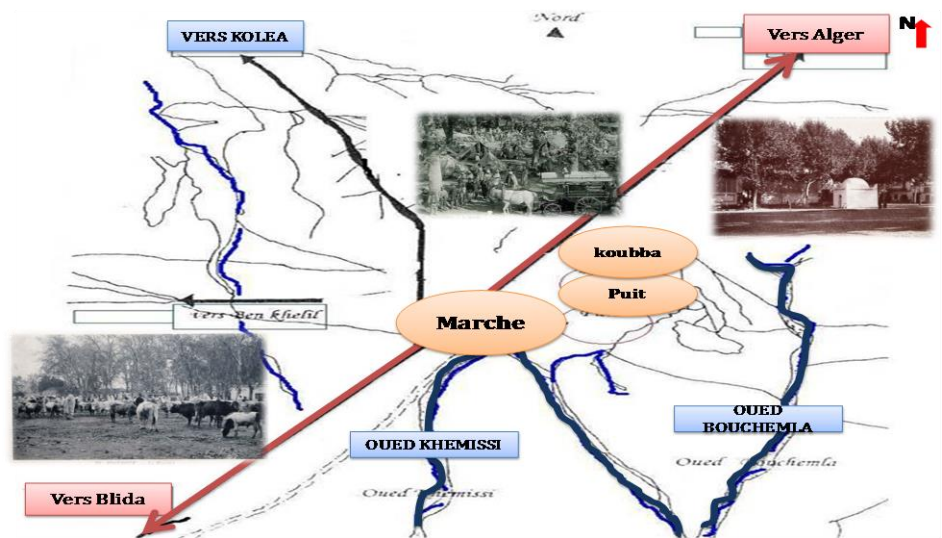 Nord
VERS KOLEA
Vers Alger
N
koubba
Puit
Marche
Vers Ben Khelil
OUED KHEMISSI
OUED
BOUCHEMLA
Oued Bouchemla
Oued Khemissi
Vers Blida